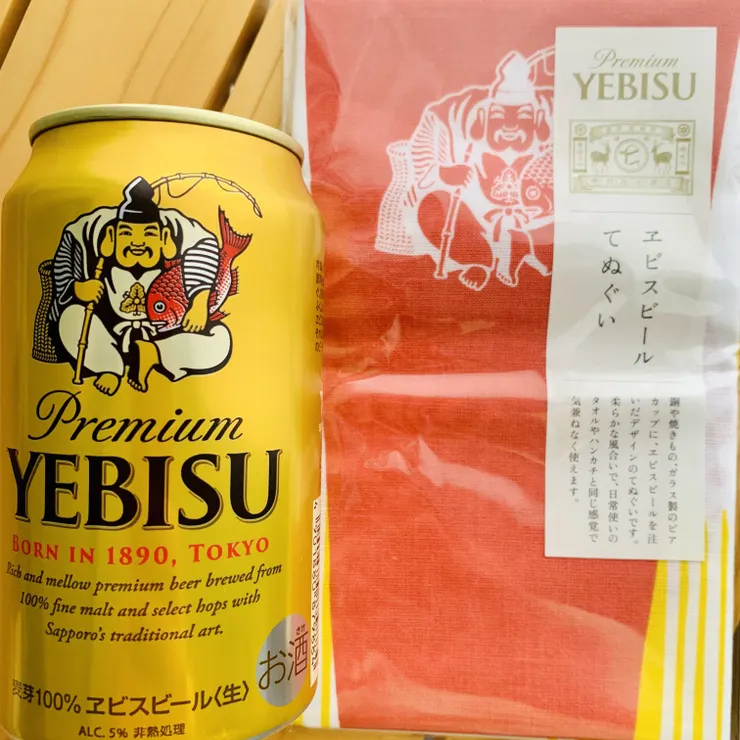 Premium
YEBISU
BORN IN 1890, TOKYO
Rich and mellow premium beer brewed from
100% fine malt and select hops with
Sapporo's traditional art.
お酒
さけ
麦芽100% ヱビスビール〈生〉
ALC. 5% 非熱処理
Premium
YEBISU
七
ヱビスビール
てぬぐい
銅や焼きもの、ガラス製のビア
カップに、ヱビスビールを注
いだデザインのてぬぐいです。
柔らかな風合いで、日常使いの
タオルやハンカチと同じ感覚で
気兼ねなく使えます。